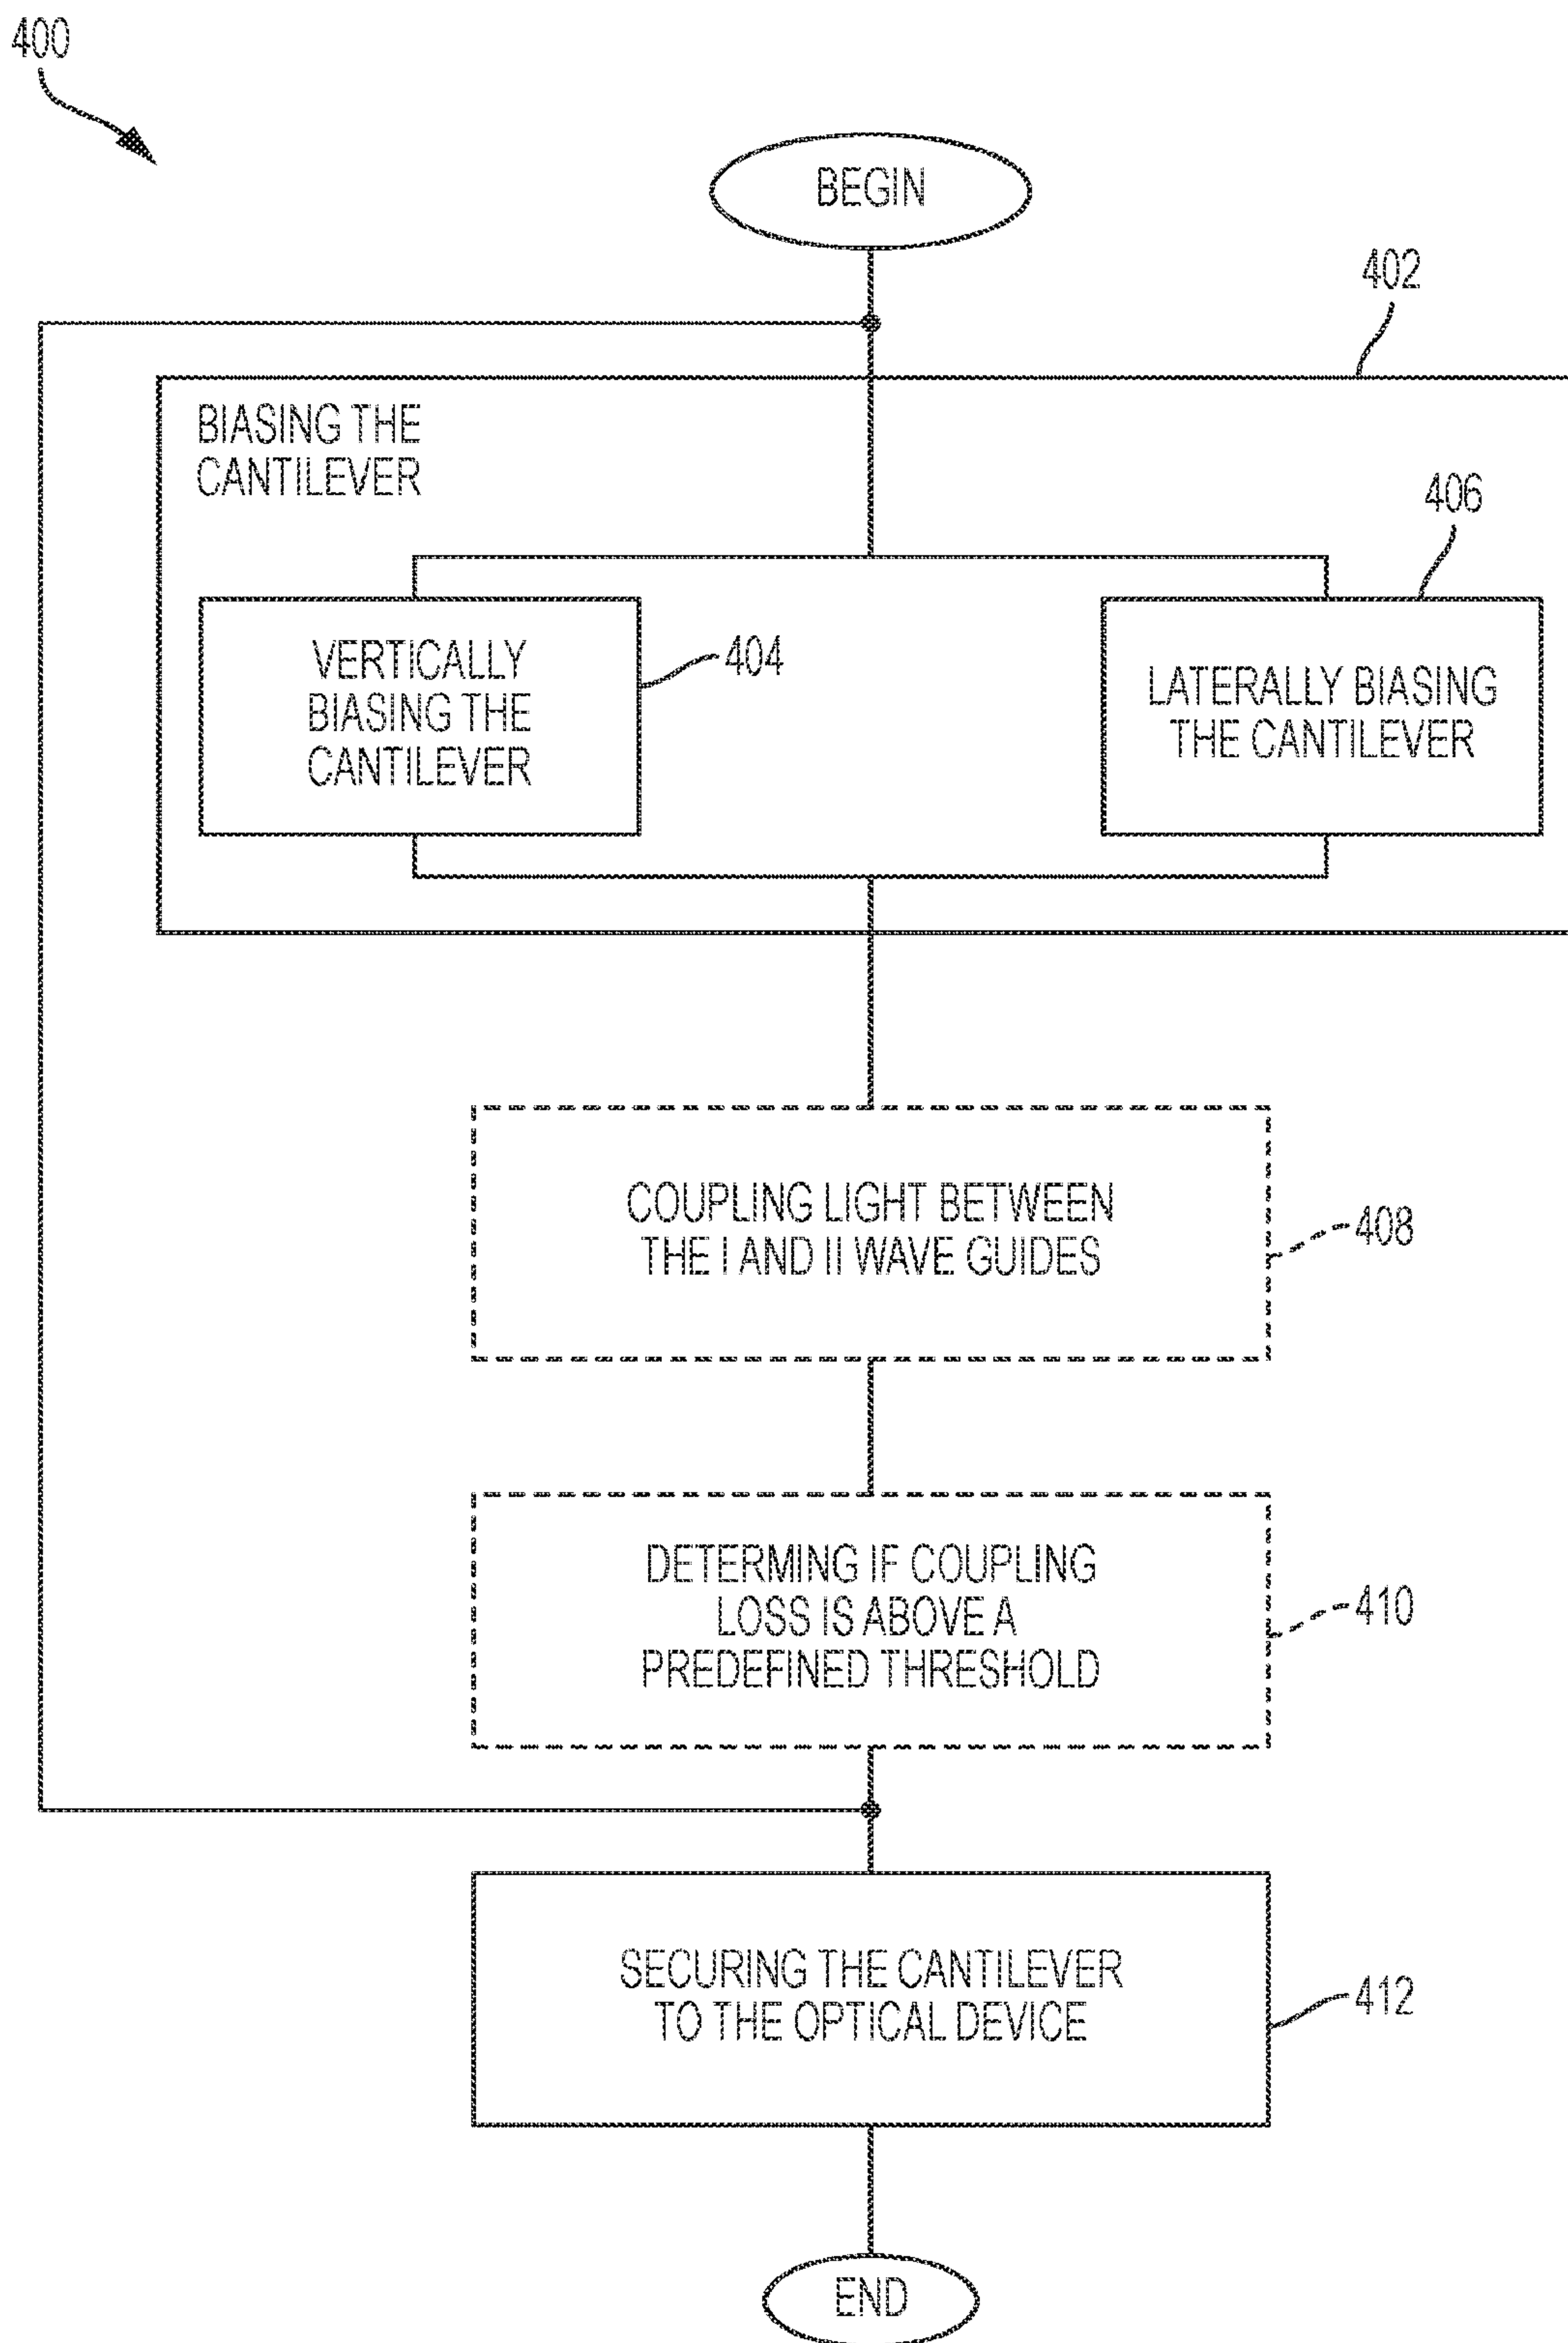 400
BEGIN
402
BIASING THE
CANTILEVER
406
VERTICALLY
BIASING THE
CANTILEVER
404
LATERALLY BIASING
THE CANTILEVER
COUPLING LIGHT BETWEEN
THE I AND II WAVE GUIDES
408
DETERMING IF COUPLING
LOSS IS ABOVE A
PREDEFINED THRESHOLD
410
SECURING THE CANTILEVER
TO THE OPTICAL DEVICE
412
END